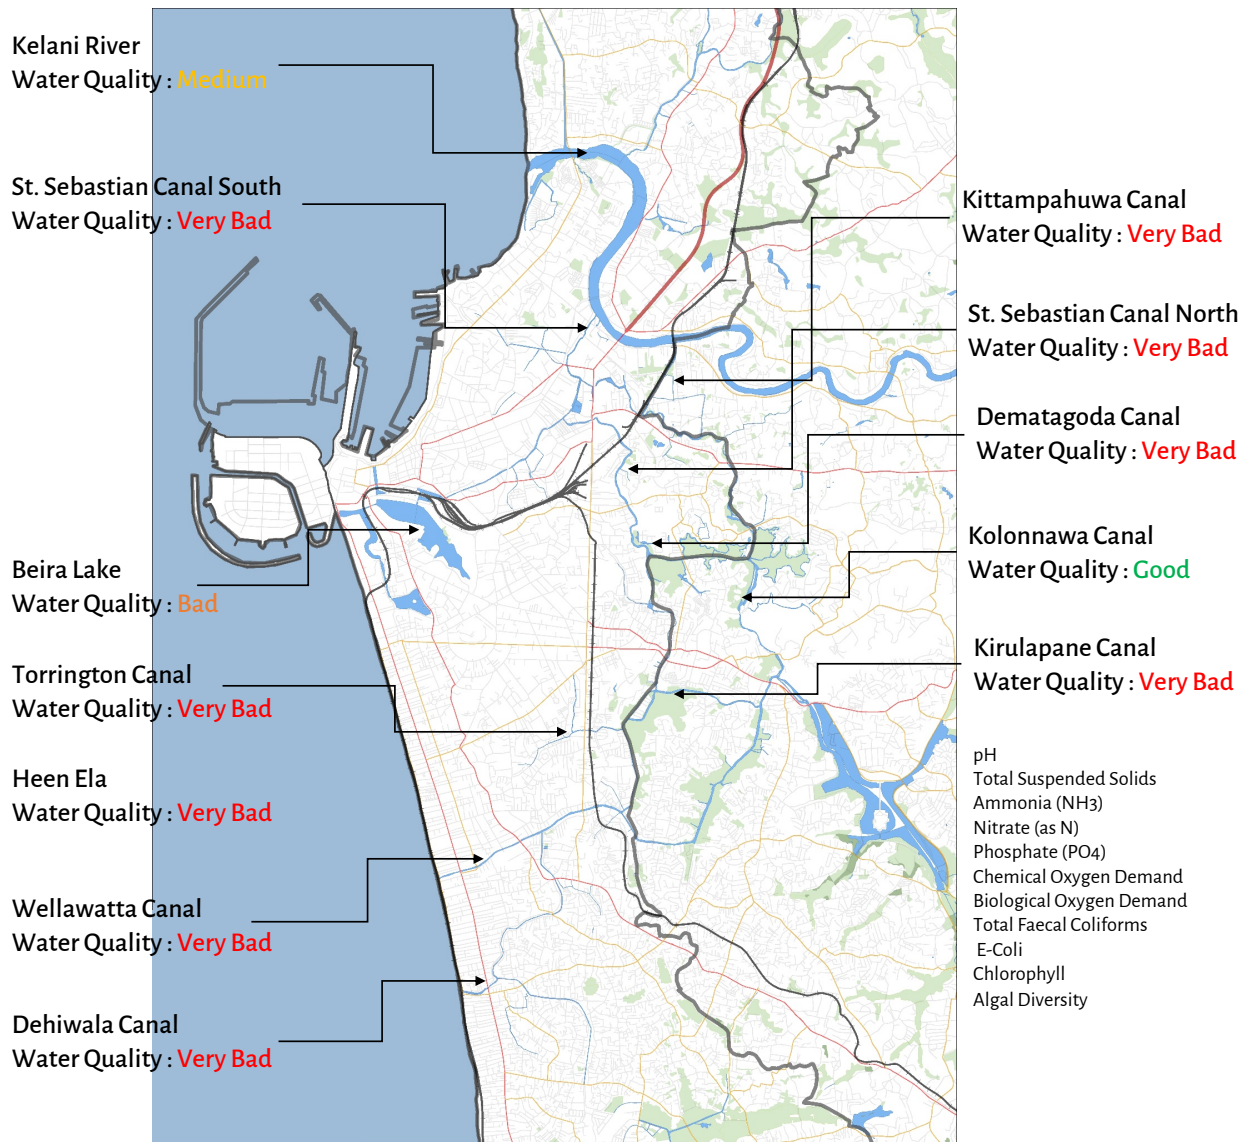 Kelani River
Water Quality : Medium
St. Sebastian Canal South
Water Quality : Very Bad
Beira Lake
Water Quality : Bad
Torrington Canal
Water Quality : Very Bad
Heen Ela
Water Quality : Very Bad
Wellawatta Canal
Water Quality : Very Bad
Dehiwala Canal
Water Quality : Very Bad
Kittampahuwa Canal
Water Quality : Very Bad
St. Sebastian Canal North
Water Quality : Very Bad
Dematagoda Canal
Water Quality : Very Bad
Kolonnawa Canal
Water Quality : Good
Kirulapane Canal
Water Quality : Very Bad
pH
Total Suspended Solids
Ammonia (NH3)
Nitrate (as N)
Phosphate (PO4)
Chemical Oxygen Demand
Biological Oxygen Demand
Total Faecal Coliforms
E-Coli
Chlorophyll
Algal Diversity